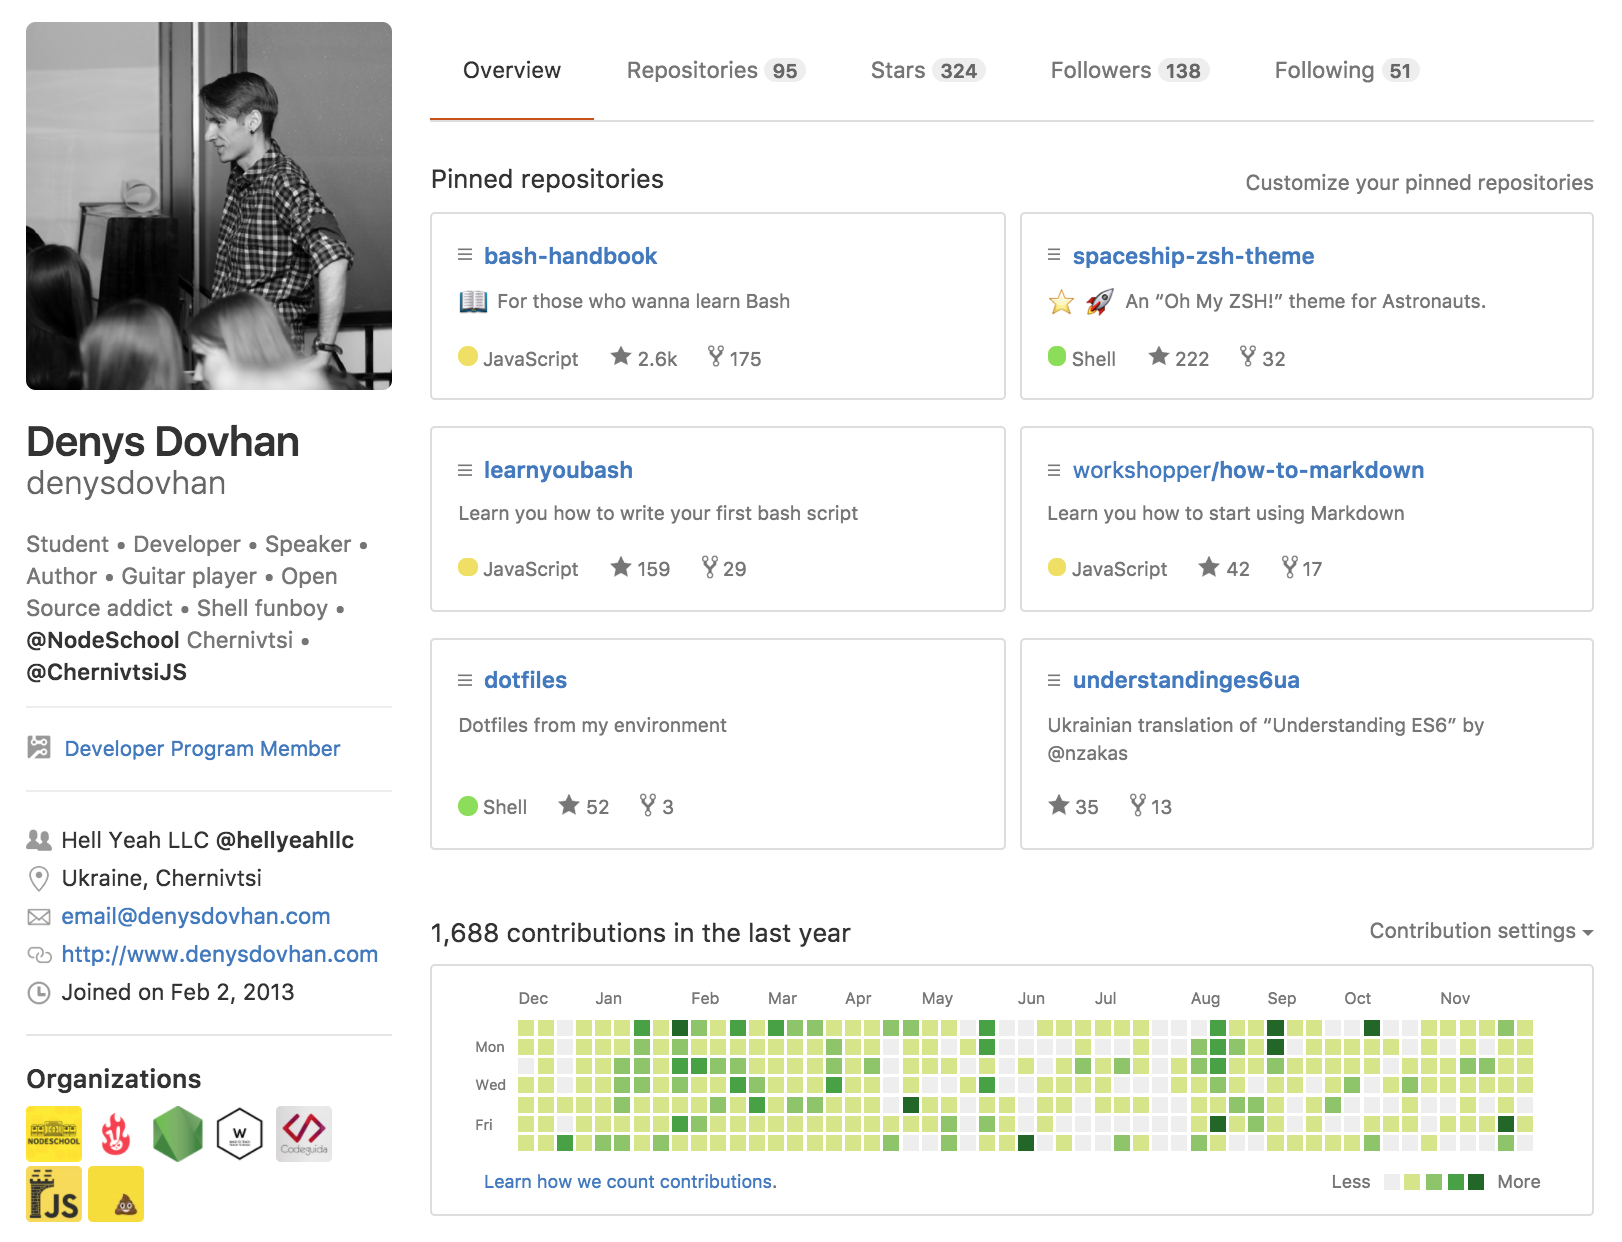 Overview
Repositories 95
Stars 324
Followers 138
Following 51
Pinned repositories
Customize your pinned repositories
bash-handbook
For those who wanna learn Bash
JavaScript 2.6k 175
spaceship-zsh-theme
An “Oh My ZSH!” theme for Astronauts.
Shell 222 32
learnyoubash
Learn you how to write your first bash script
JavaScript 159 29
workshopper/how-to-markdown
Learn you how to start using Markdown
JavaScript 42 17
dotfiles
Dotfiles from my environment
Shell 52 3
understandinges6ua
Ukrainian translation of “Understanding ES6” by
@nzakas
35 13
Denys Dovhan
denysdovhan
Student • Developer • Speaker •
Author • Guitar player • Open
Source addict • Shell funboy •
@NodeSchool Chernivtsi •
@ChernivtsiJS
Developer Program Member
Hell Yeah LLC @hellyeahllc
Ukraine, Chernivtsi
email@denysdovhan.com
http://www.denysdovhan.com
Joined on Feb 2, 2013
Organizations
NODESCHOOL
W
Codeguida
JS
1,688 contributions in the last year
Contribution settings
Dec Jan Feb Mar Apr May Jun Jul Aug Sep Oct Nov
Mon
Wed
Fri
Learn how we count contributions.
Less More